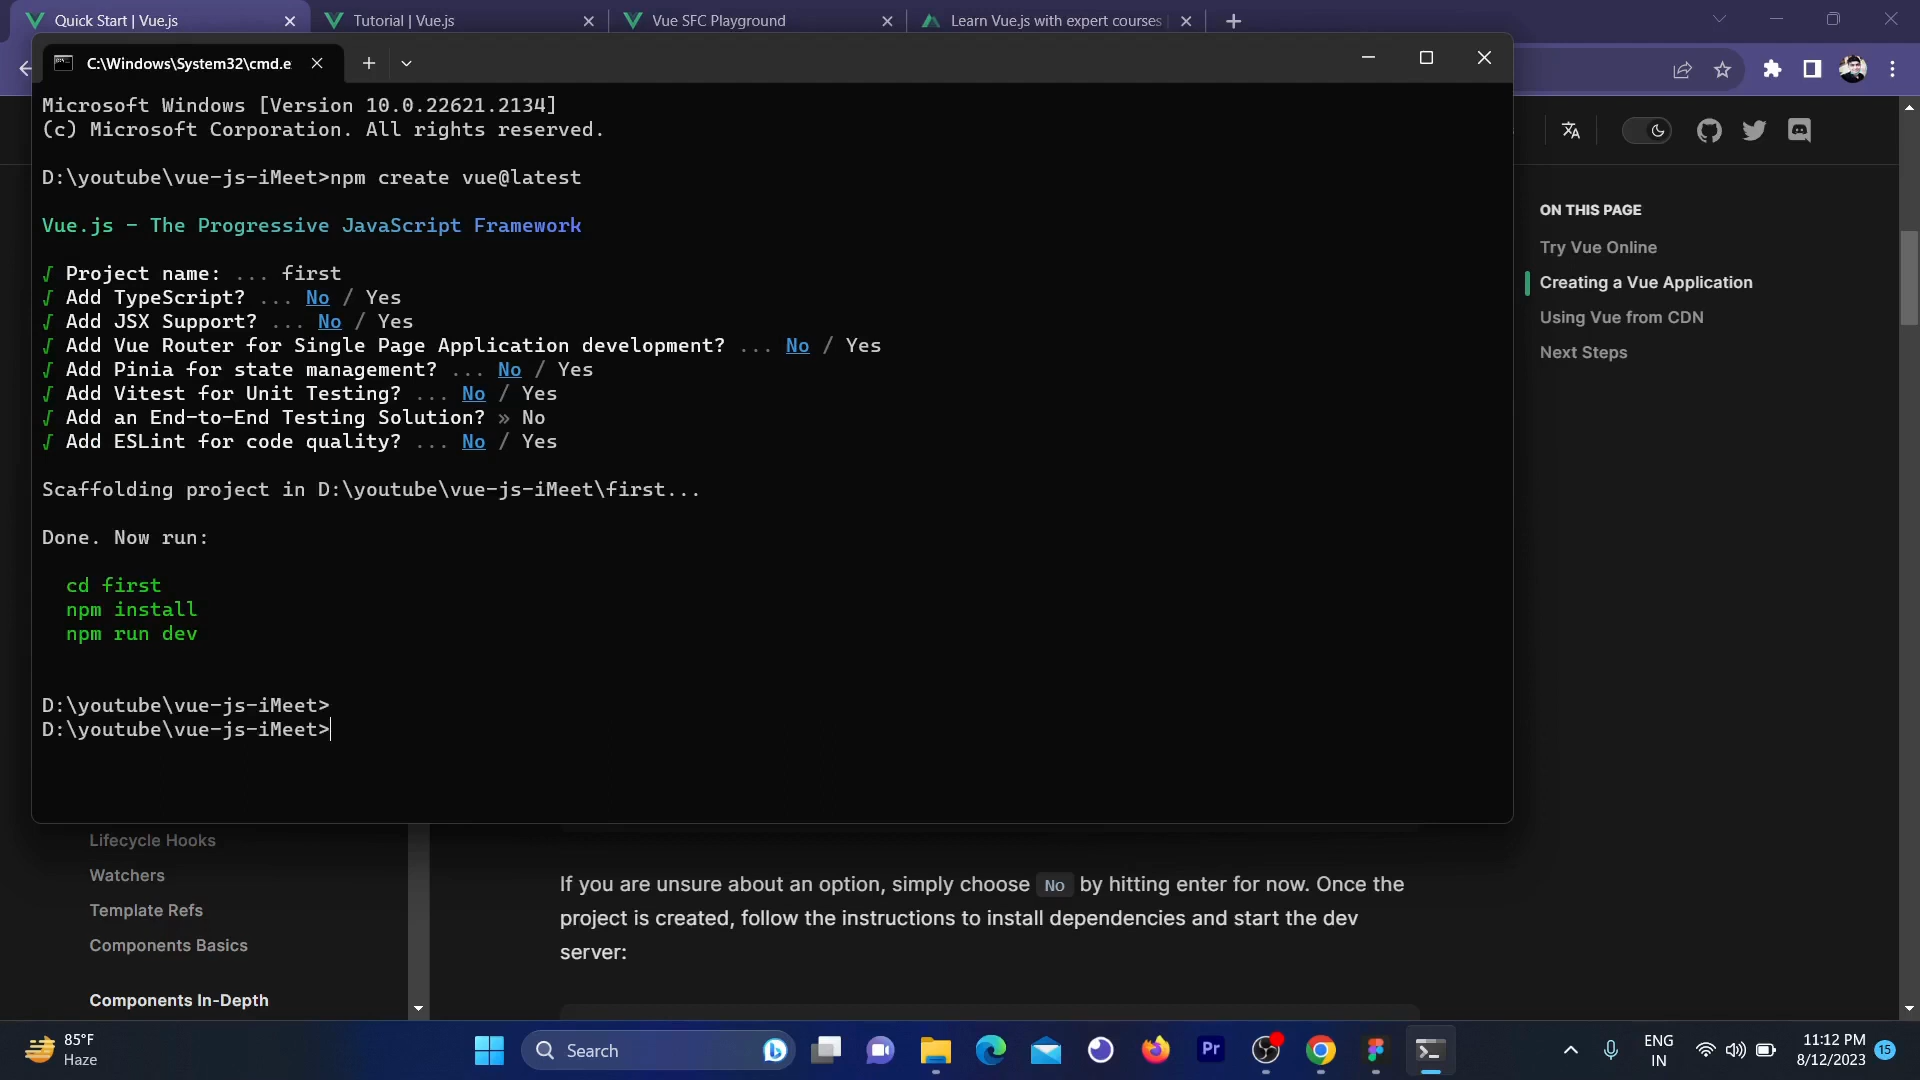 Quick Start | Vue.js
Tutorial | Vue.js
Vue SFC Playground
Learn Vue.js with expert courses
C:\Windows\System32\cmd.e
Microsoft Windows [Version 10.0.22621.2134]
(c) Microsoft Corporation. All rights reserved.
D:\youtube\vue-js-iMeet>npm create vue@latest
Vue.js - The Progressive JavaScript Framework
√ Project name: ... first
√ Add TypeScript? ... No / Yes
√ Add JSX Support? ... No / Yes
√ Add Vue Router for Single Page Application development? ... No / Yes
√ Add Pinia for state management? ... No / Yes
√ Add Vitest for Unit Testing? ... No / Yes
√ Add an End-to-End Testing Solution? » No
√ Add ESLint for code quality? ... No / Yes
Scaffolding project in D:\youtube\vue-js-iMeet\first...
Done. Now run:
cd first
npm install
npm run dev
D:\youtube\vue-js-iMeet>
D:\youtube\vue-js-iMeet>
ON THIS PAGE
Try Vue Online
Creating a Vue Application
Using Vue from CDN
Next Steps
Lifecycle Hooks
Watchers
Template Refs
Components Basics
Components In-Depth
If you are unsure about an option, simply choose No by hitting enter for now. Once the
project is created, follow the instructions to install dependencies and start the dev
server:
85°F
Haze
Search
Pr
ENG
IN
11:12 PM
8/12/2023
15